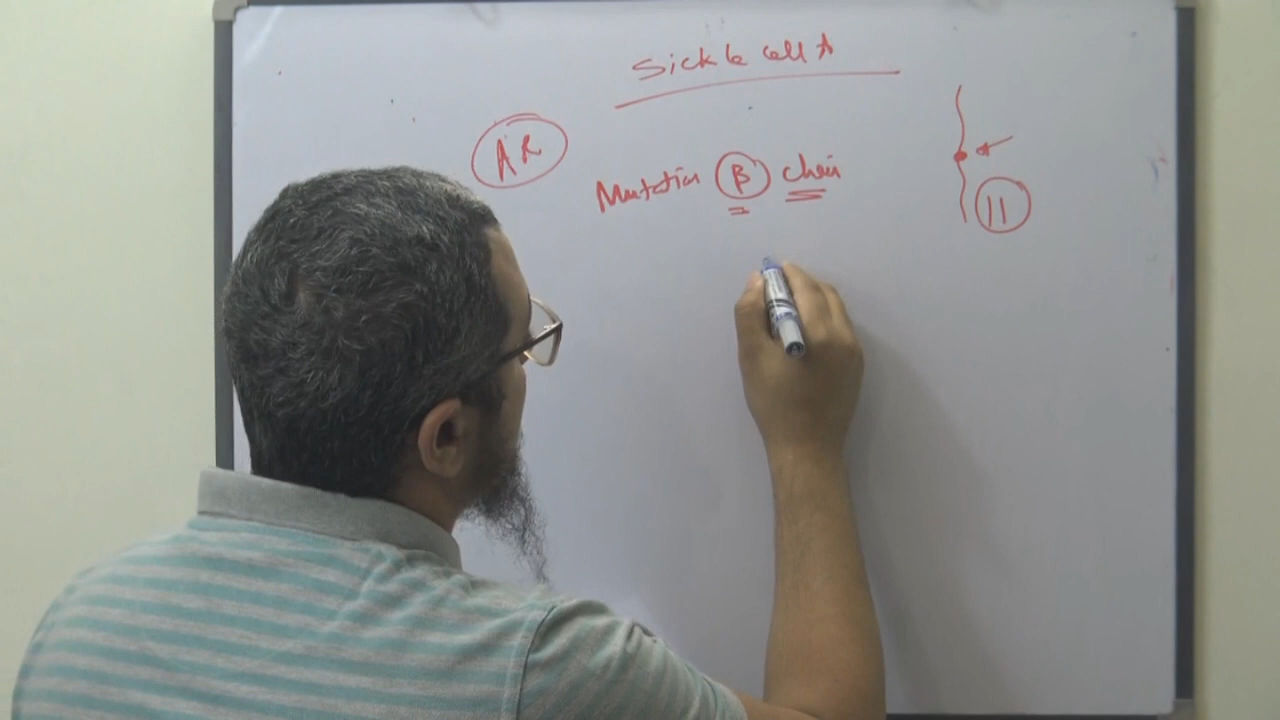 Sickle cell A
AR
Mutation β chain
11